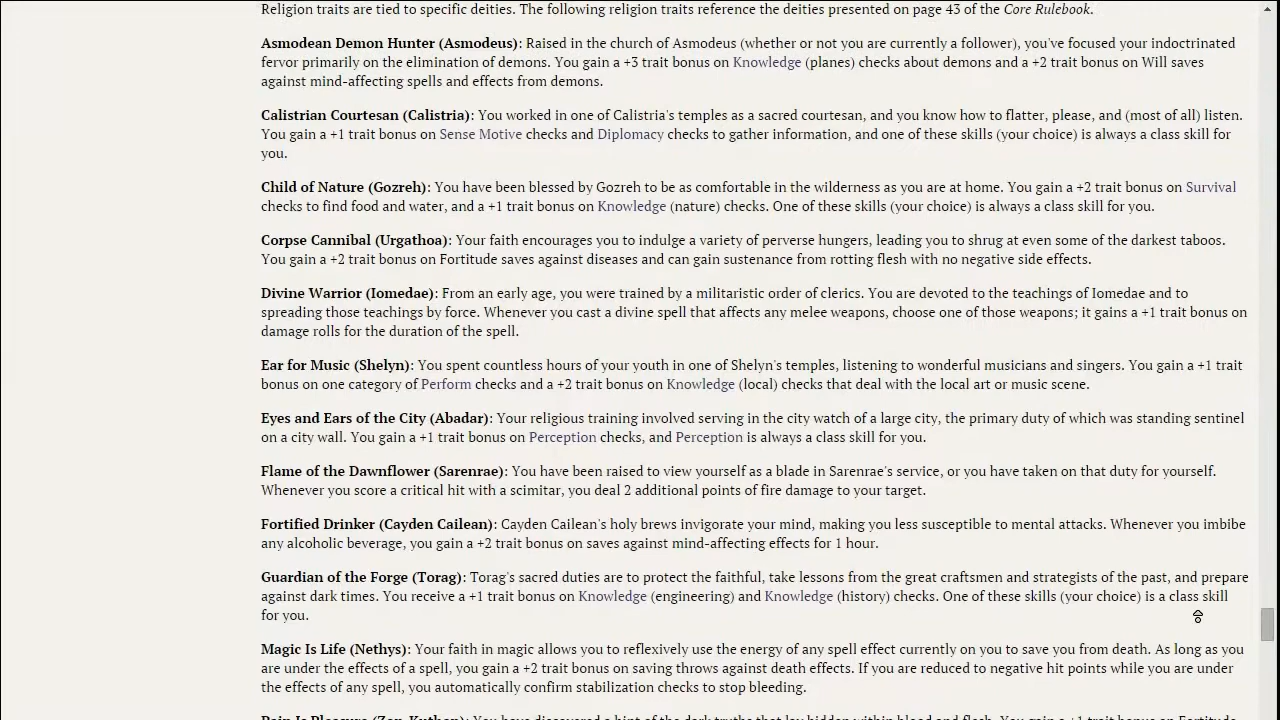 Religion traits are tied to specific deities. The following religion traits reference the deities presented on page 43 of the Core Rulebook.
Asmodean Demon Hunter (Asmodeus): Raised in the church of Asmodeus (whether or not you are currently a follower), you've focused your indoctrinated
fervor primarily on the elimination of demons. You gain a +3 trait bonus on Knowledge (planes) checks about demons and a +2 trait bonus on Will saves
against mind-affecting spells and effects from demons.
Calistrian Courtesan (Calistria): You worked in one of Calistria's temples as a sacred courtesan, and you know how to flatter, please, and (most of all) listen.
You gain a +1 trait bonus on Sense Motive checks and Diplomacy checks to gather information, and one of these skills (your choice) is always a class skill for
you.
Child of Nature (Gozreh): You have been blessed by Gozreh to be as comfortable in the wilderness as you are at home. You gain a +2 trait bonus on Survival
checks to find food and water, and a +1 trait bonus on Knowledge (nature) checks. One of these skills (your choice) is always a class skill for you.
Corpse Cannibal (Urgathoa): Your faith encourages you to indulge a variety of perverse hungers, leading you to shrug at even some of the darkest taboos.
You gain a +2 trait bonus on Fortitude saves against diseases and can gain sustenance from rotting flesh with no negative side effects.
Divine Warrior (Iomedae): From an early age, you were trained by a militaristic order of clerics. You are devoted to the teachings of Iomedae and to
spreading those teachings by force. Whenever you cast a divine spell that affects any melee weapons, choose one of those weapons; it gains a +1 trait bonus on
damage rolls for the duration of the spell.
Ear for Music (Shelyn): You spent countless hours of your youth in one of Shelyn's temples, listening to wonderful musicians and singers. You gain a +1 trait
bonus on one category of Perform checks and a +2 trait bonus on Knowledge (local) checks that deal with the local art or music scene.
Eyes and Ears of the City (Abadar): Your religious training involved serving in the city watch of a large city, the primary duty of which was standing sentinel
on a city wall. You gain a +1 trait bonus on Perception checks, and Perception is always a class skill for you.
Flame of the Dawnflower (Sarenrae): You have been raised to view yourself as a blade in Sarenrae's service, or you have taken on that duty for yourself.
Whenever you score a critical hit with a scimitar, you deal 2 additional points of fire damage to your target.
Fortified Drinker (Cayden Cailean): Cayden Cailean's holy brews invigorate your mind, making you less susceptible to mental attacks. Whenever you imbibe
any alcoholic beverage, you gain a +2 trait bonus on saves against mind-affecting effects for 1 hour.
Guardian of the Forge (Torag): Torag's sacred duties are to protect the faithful, take lessons from the great craftsmen and strategists of the past, and prepare
against dark times. You receive a +1 trait bonus on Knowledge (engineering) and Knowledge (history) checks. One of these skills (your choice) is a class skill
for you.
Magic Is Life (Nethys): Your faith in magic allows you to reflexively use the energy of any spell effect currently on you to save you from death. As long as you
are under the effects of a spell, you gain a +2 trait bonus on saving throws against death effects. If you are reduced to negative hit points while you are under
the effects of any spell, you automatically confirm stabilization checks to stop bleeding.
Pain Is Pleasure (Zon-Kuthon): You have discovered a hint of the dark truths that lay hidden within blood and flesh. You gain a +1 trait bonus on Fortitude